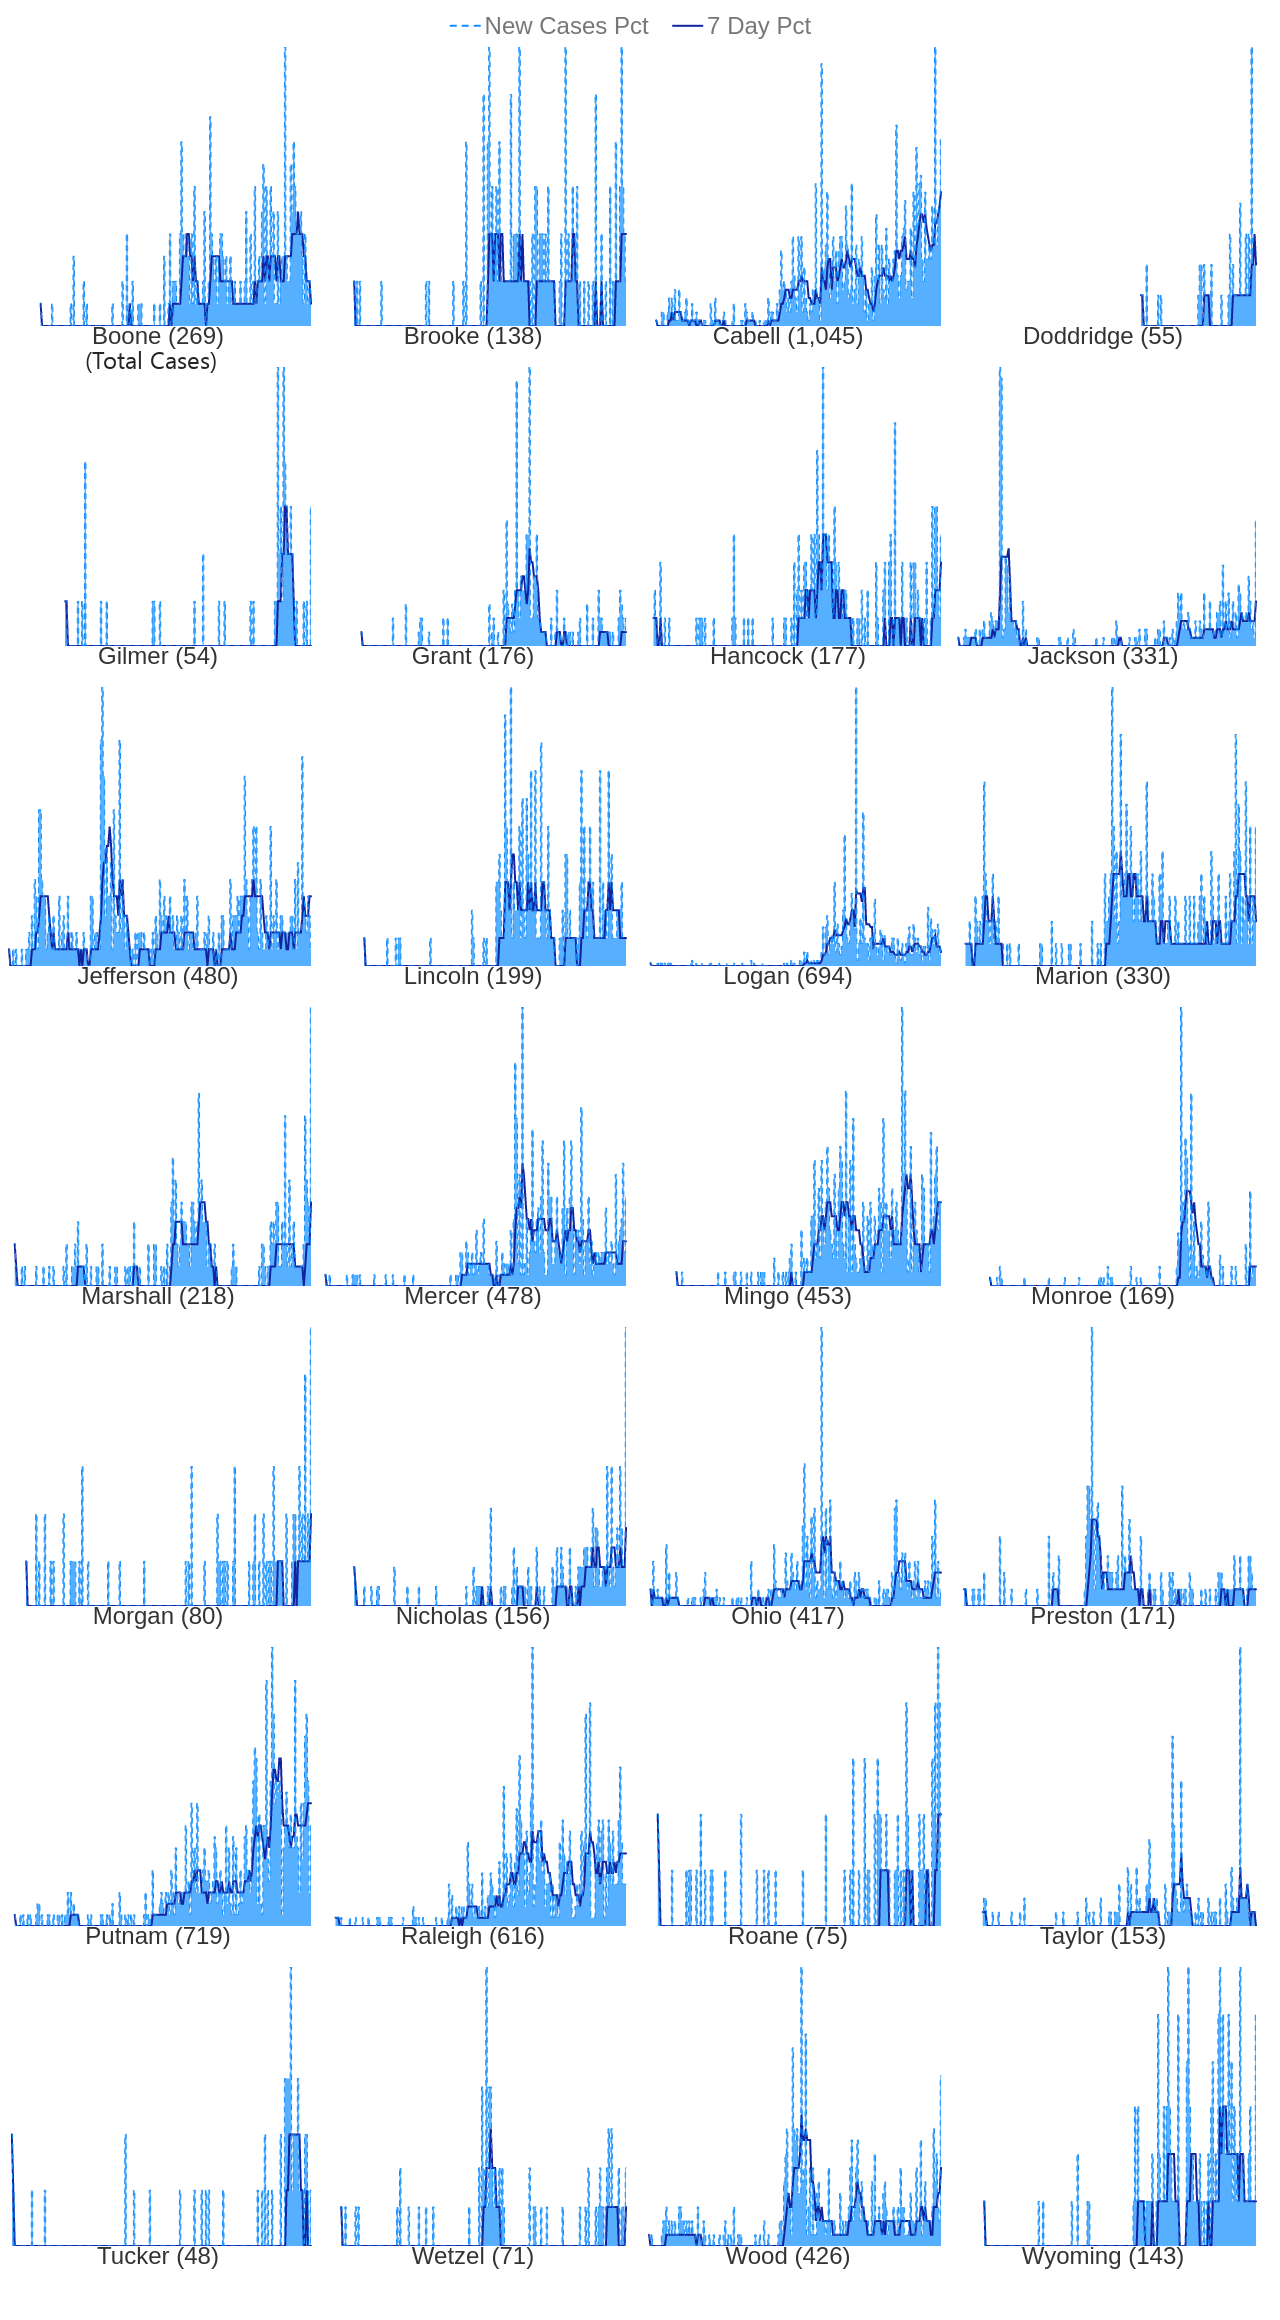 New Cases Pct 7 Day Pct
Boone (269) Brooke (138) Cabell (1,045) Doddridge (55)
(Total Cases)
Gilmer (54) Grant (176) Hancock (177) Jackson (331)
Jefferson (480) Lincoln (199) Logan (694) Marion (330)
Marshall (218) Mercer (478) Mingo (453) Monroe (169)
Morgan (80) Nicholas (156) Ohio (417) Preston (171)
Putnam (719) Raleigh (616) Roane (75) Taylor (153)
Tucker (48) Wetzel (71) Wood (426) Wyoming (143)